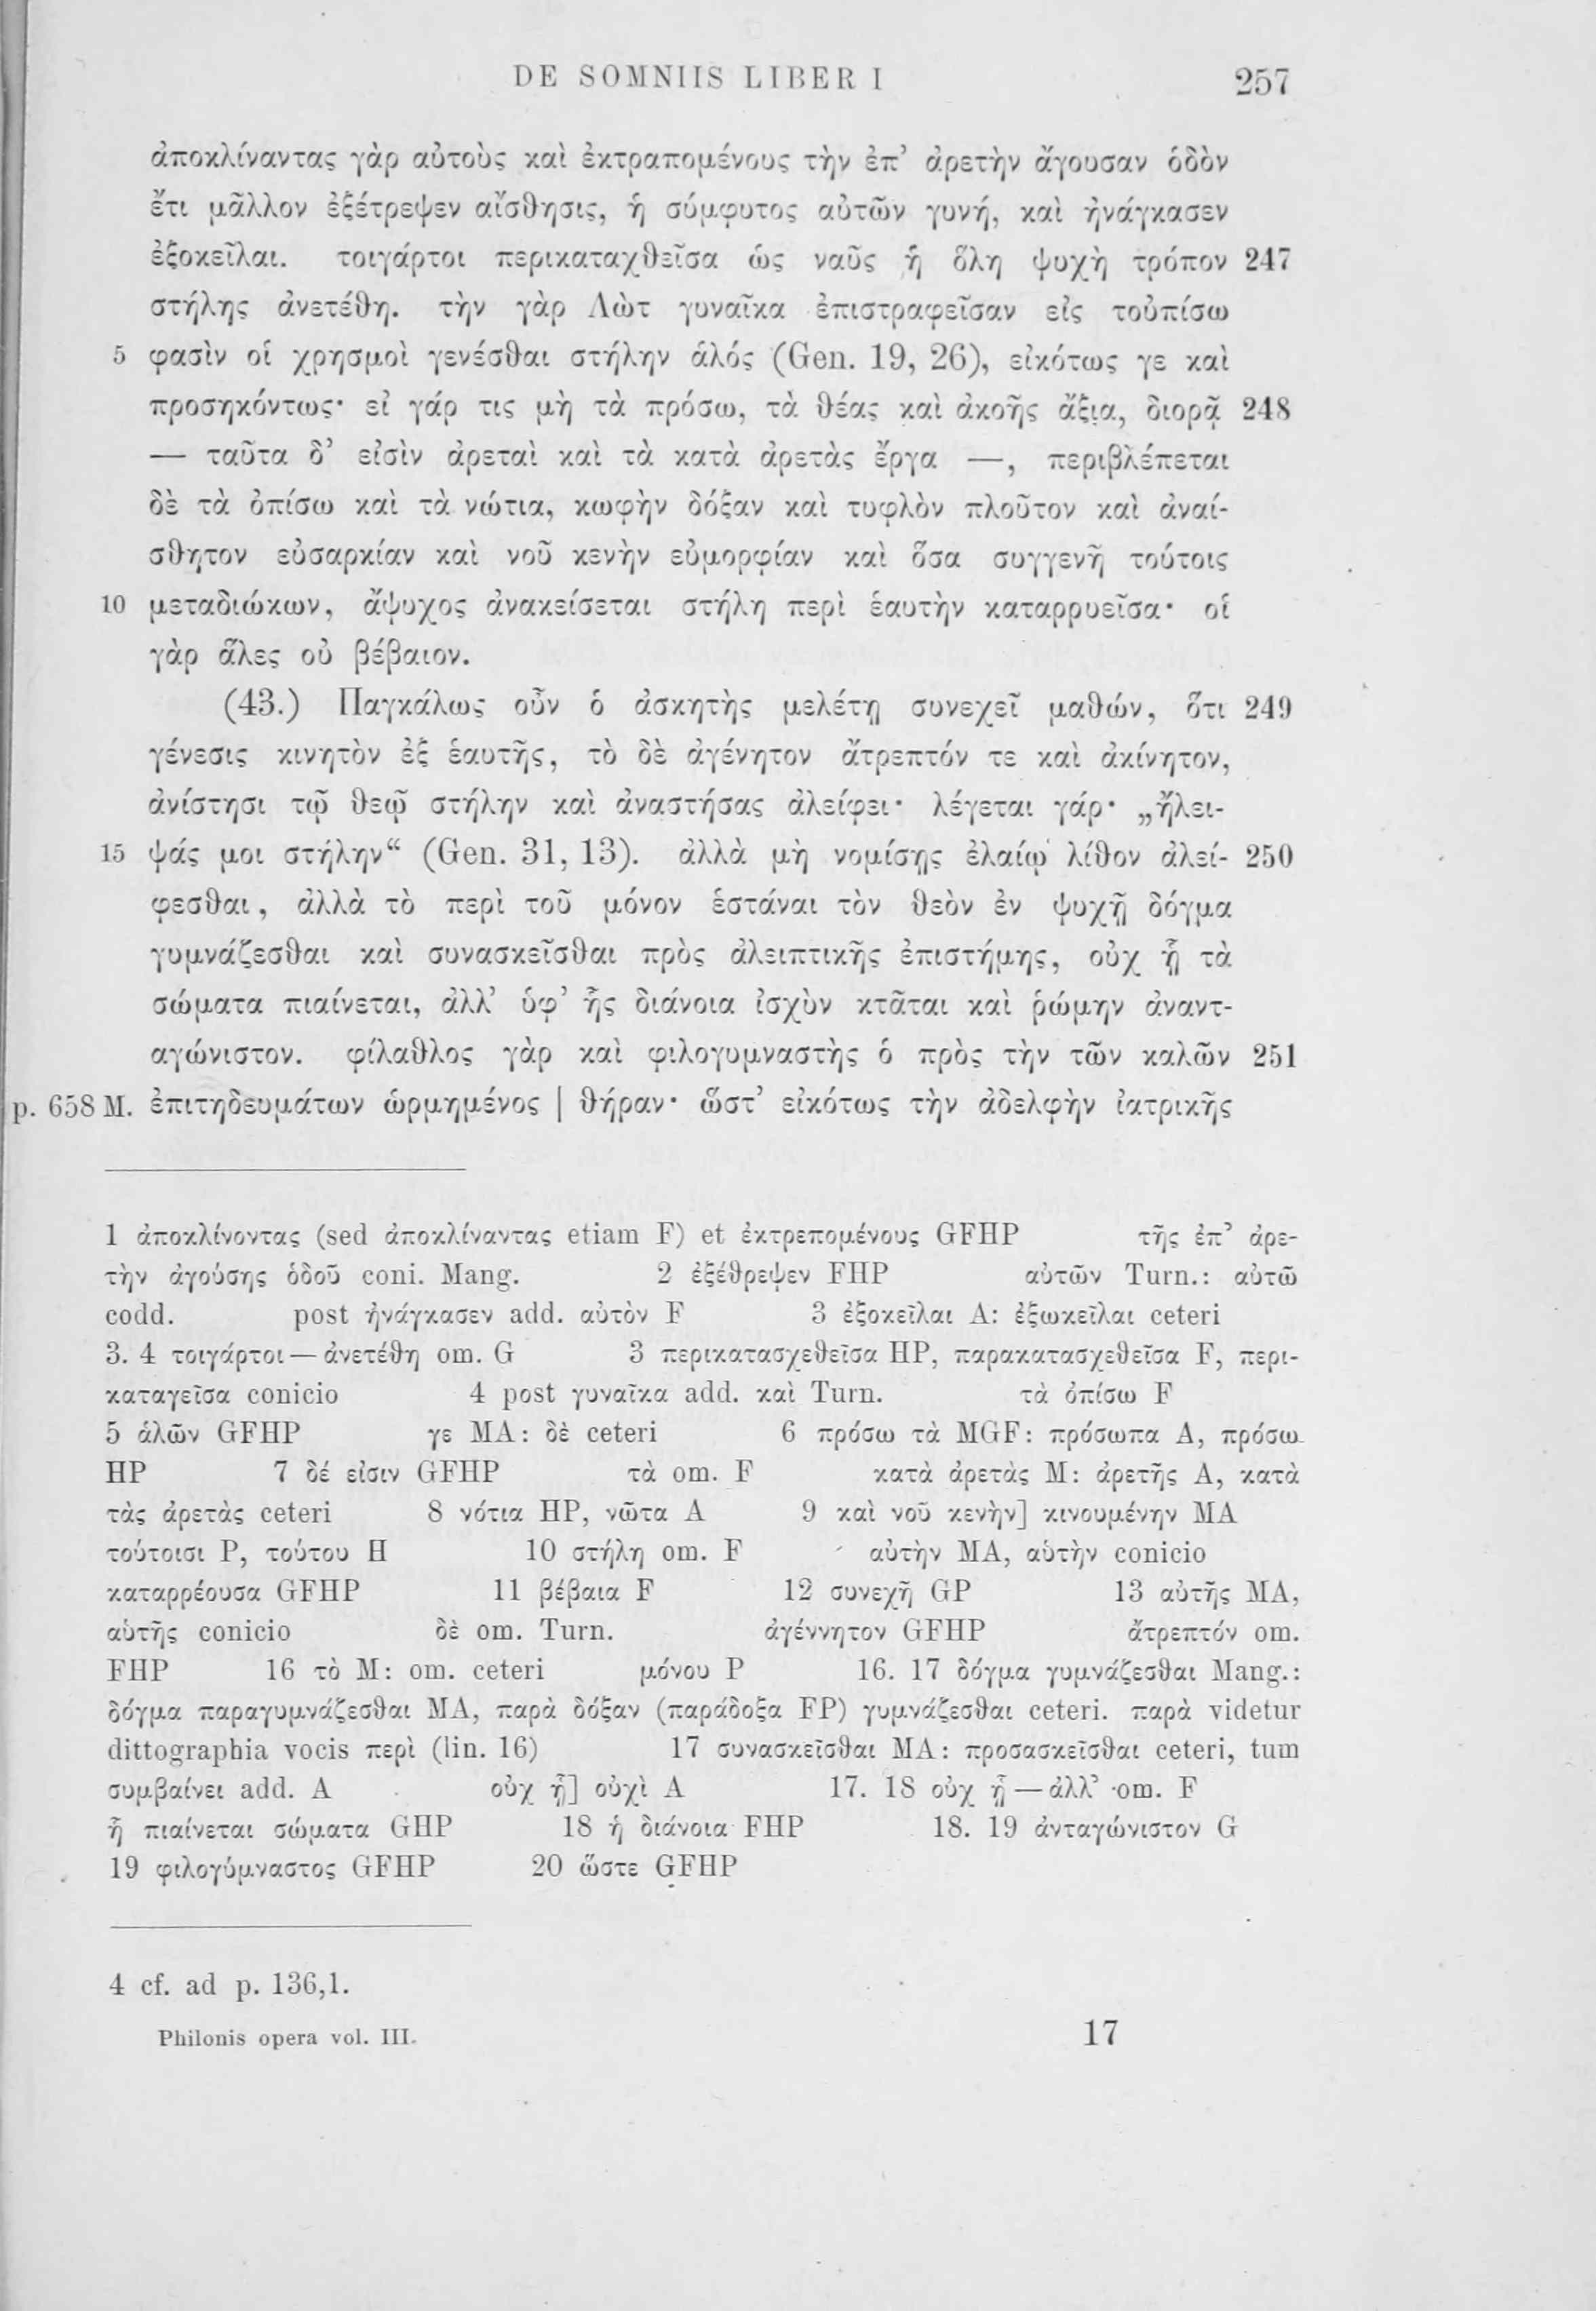 DE SOMNIIS LIBER I 257
ἀποκλίναντας γὰρ αὐτοὺς καὶ ἐκτραπομένους τὴν ἐπ’ ἀρετὴν ἄγουσαν ὁδὸν
ἔτι μᾶλλον ἐξέτρεψεν αἴσθησις, ἡ σύμφυτος αὐτῶν γυνή, καὶ ἠνάγκασεν
ἐξοκεῖλαι. τοιγάρτοι περικαταχθεῖσα ὡς ναῦς ἡ ὅλη ψυχὴ τρόπον 247
στήλης ἀνετέθη. τὴν γὰρ Λὼτ γυναῖκα ἐπιστραφεῖσαν εἰς τοὐπίσω
5 φασὶν οἱ χρησμοὶ γενέσθαι στήλην ἁλός (Gen. 19, 26), εἰκότως γε καὶ
προσηκόντως· εἰ γάρ τις μὴ τὰ πρόσω, τὰ θέας καὶ ἀκοῆς ἄξια, διορᾷ 248
— ταῦτα δ’ εἰσὶν ἀρεταὶ καὶ τὰ κατὰ ἀρετὰς ἔργα —, περιβλέπεται
δὲ τὰ ὀπίσω καὶ τὰ νώτια, κωφὴν δόξαν καὶ τυφλὸν πλοῦτον καὶ ἀναί-
σθητον εὐσαρκίαν καὶ νοῦ κενὴν εὐμορφίαν καὶ ὅσα συγγενῆ τούτοις
10 μεταδιώκων, ἄψυχος ἀνακείσεται στήλη περὶ ἑαυτὴν καταρρυεῖσα· οἱ
γὰρ ἅλες οὐ βέβαιον.
(43.) Παγκάλως οὖν ὁ ἀσκητὴς μελέτῃ συνεχεῖ μαθών, ὅτι 249
γένεσις κινητὸν ἐξ ἑαυτῆς, τὸ δὲ ἀγένητον ἄτρεπτόν τε καὶ ἀκίνητον,
ἀνίστησι τῷ θεῷ στήλην καὶ ἀναστήσας ἀλείφει· λέγεται γάρ· „ἤλει-
15 ψάς μοι στήλην“ (Gen. 31, 13). ἀλλὰ μὴ νομίσῃς ἐλαίῳ λίθον ἀλεί- 250
φεσθαι, ἀλλὰ τὸ περὶ τοῦ μόνον ἑστάναι τὸν θεὸν ἐν ψυχῇ δόγμα
γυμνάζεσθαι καὶ συνασκεῖσθαι πρὸς ἀλειπτικῆς ἐπιστήμης, οὐχ ᾗ τὰ
σώματα πιαίνεται, ἀλλ’ ὑφ’ ἧς διάνοια ἰσχὺν κτᾶται καὶ ῥώμην ἀναντ-
αγώνιστον. φίλαθλος γὰρ καὶ φιλογυμναστὴς ὁ πρὸς τὴν τῶν καλῶν 251
p. 658 M. ἐπιτηδευμάτων ὡρμημένος | θήραν· ὥστ’ εἰκότως τὴν ἀδελφὴν ἰατρικῆς
1 ἀποκλίνοντας (sed ἀποκλίναντας etiam F) et ἐκτρεπομένους GFHP τῆς ἐπ’ ἀρε-
τὴν ἀγούσης ὁδοῦ coni. Mang. 2 ἐξέθρεψεν FHP αὐτῶν Turn.: αὐτῶ
codd. post ἠνάγκασεν add. αὐτὸν F 3 ἐξοκεῖλαι A: ἐξωκεῖλαι ceteri
3. 4 τοιγάρτοι — ἀνετέθη om. G 3 περικατασχεθεῖσα HP, παρακατασχεθεῖσα F, περι-
καταγεῖσα conicio 4 post γυναῖκα add. καὶ Turn. τὰ ὀπίσω F
5 ἁλῶν GFHP γε MA: δὲ ceteri 6 πρόσω τὰ MGF: πρόσωπα A, πρόσω
HP 7 δέ εἰσιν GFHP τὰ om. F κατὰ ἀρετὰς M: ἀρετῆς A, κατὰ
τὰς ἀρετὰς ceteri 8 νότια HP, νῶτα A 9 καὶ νοῦ κενὴν] κινουμένην MA
τούτοισι P, τούτου H 10 στήλη om. F αὐτὴν MA, αὑτὴν conicio
καταρρέουσα GFHP 11 βέβαια F 12 συνεχῆ GP 13 αὐτῆς MA,
αὑτῆς conicio δὲ om. Turn. ἀγέννητον GFHP ἄτρεπτόν om.
FHP 16 τὸ M: om. ceteri μόνου P 16. 17 δόγμα γυμνάζεσθαι Mang.:
δόγμα παραγυμνάζεσθαι MA, παρὰ δόξαν (παράδοξα FP) γυμνάζεσθαι ceteri. παρὰ videtur
dittographia vocis περὶ (lin. 16) 17 συνασκεῖσθαι MA: προσασκεῖσθαι ceteri, tum
συμβαίνει add. A οὐχ ᾗ] οὐχὶ A 17. 18 οὐχ ᾗ — ἀλλ’ om. F
ἢ πιαίνεται σώματα GHP 18 ἡ διάνοια FHP 18. 19 ἀνταγώνιστον G
19 φιλογύμναστος GFHP 20 ὥστε GFHP
4 cf. ad p. 136,1.
Philonis opera vol. III. 17